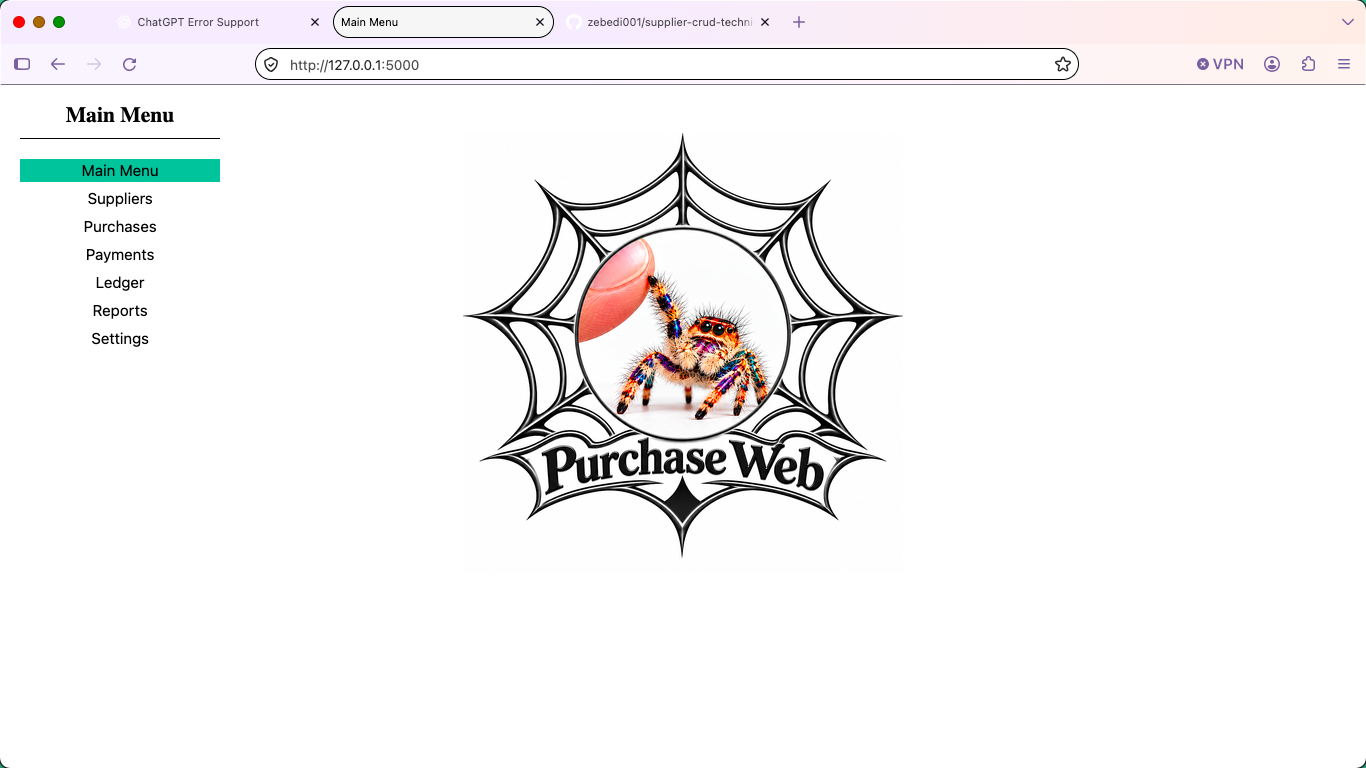 ChatGPT Error Support
Main Menu
zebedi001/supplier-crud-techni
http://127.0.0.1:5000
VPN
Main Menu
Main Menu
Suppliers
Purchases
Payments
Ledger
Reports
Settings
Purchase Web